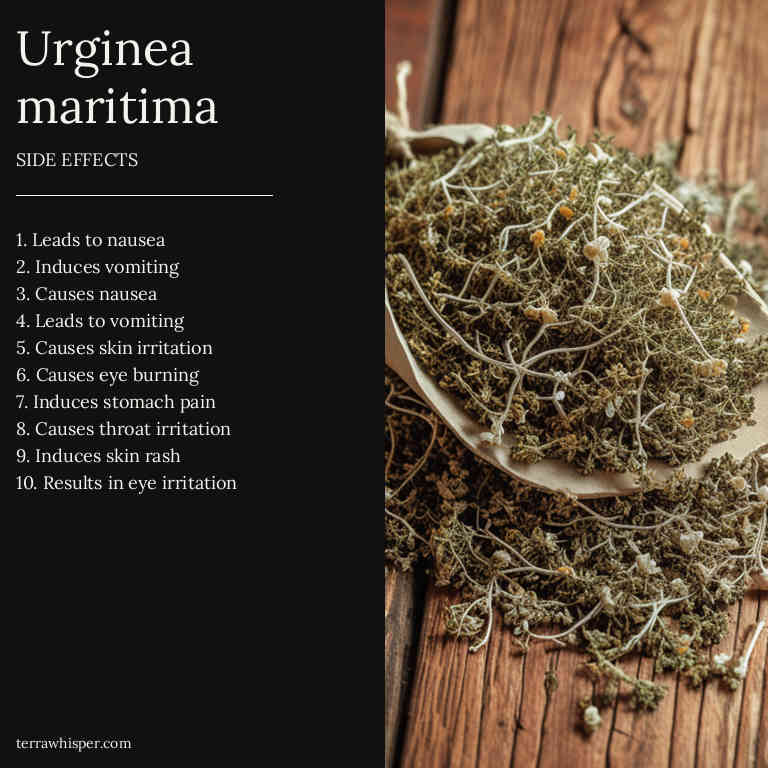 Urginea
maritima
SIDE EFFECTS
1. Leads to nausea
2. Induces vomiting
3. Causes nausea
4. Leads to vomiting
5. Causes skin irritation
6. Causes eye burning
7. Induces stomach pain
8. Causes throat irritation
9. Induces skin rash
10. Results in eye irritation
terrawhisper.com